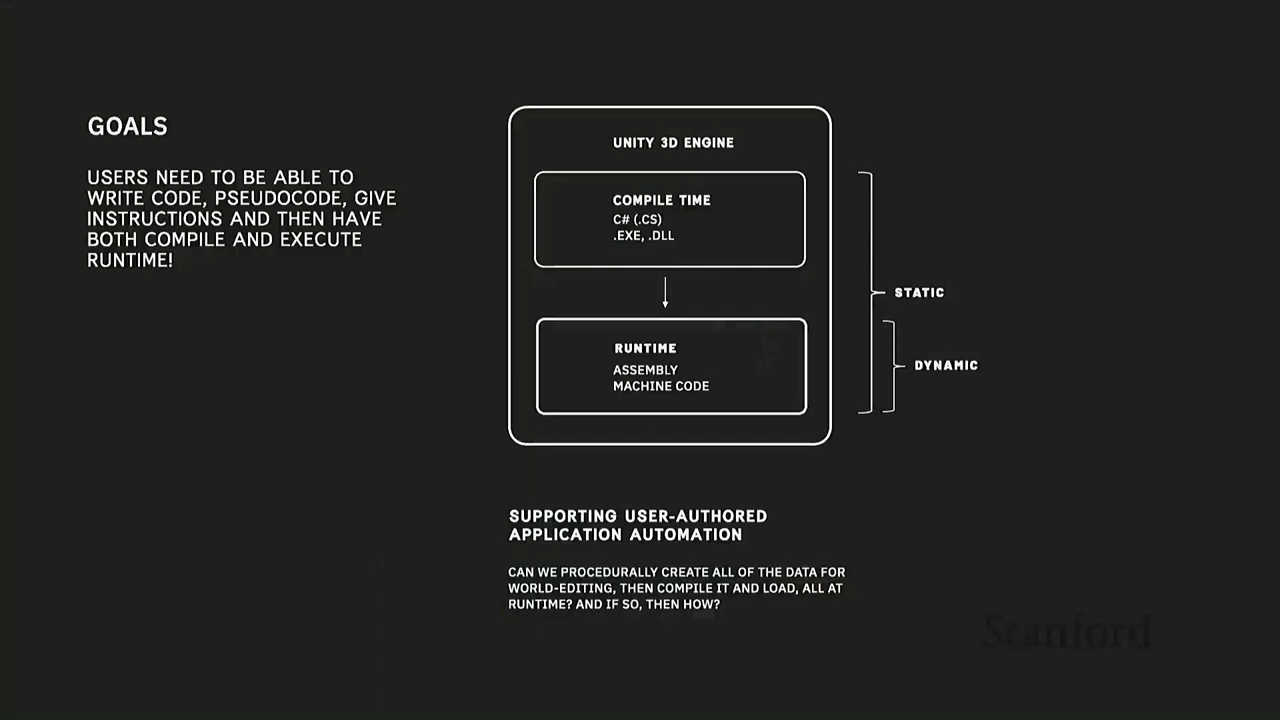 GOALS
USERS NEED TO BE ABLE TO
WRITE CODE, PSEUDOCODE, GIVE
INSTRUCTIONS AND THEN HAVE
BOTH COMPILE AND EXECUTE
RUNTIME!
UNITY 3D ENGINE
COMPILE TIME
C# (.CS)
.EXE, .DLL
RUNTIME
ASSEMBLY
MACHINE CODE
STATIC
DYNAMIC
SUPPORTING USER-AUTHORED
APPLICATION AUTOMATION
CAN WE PROCEDURALLY CREATE ALL OF THE DATA FOR
WORLD-EDITING, THEN COMPILE IT AND LOAD, ALL AT
RUNTIME? AND IF SO, THEN HOW?
Stanford